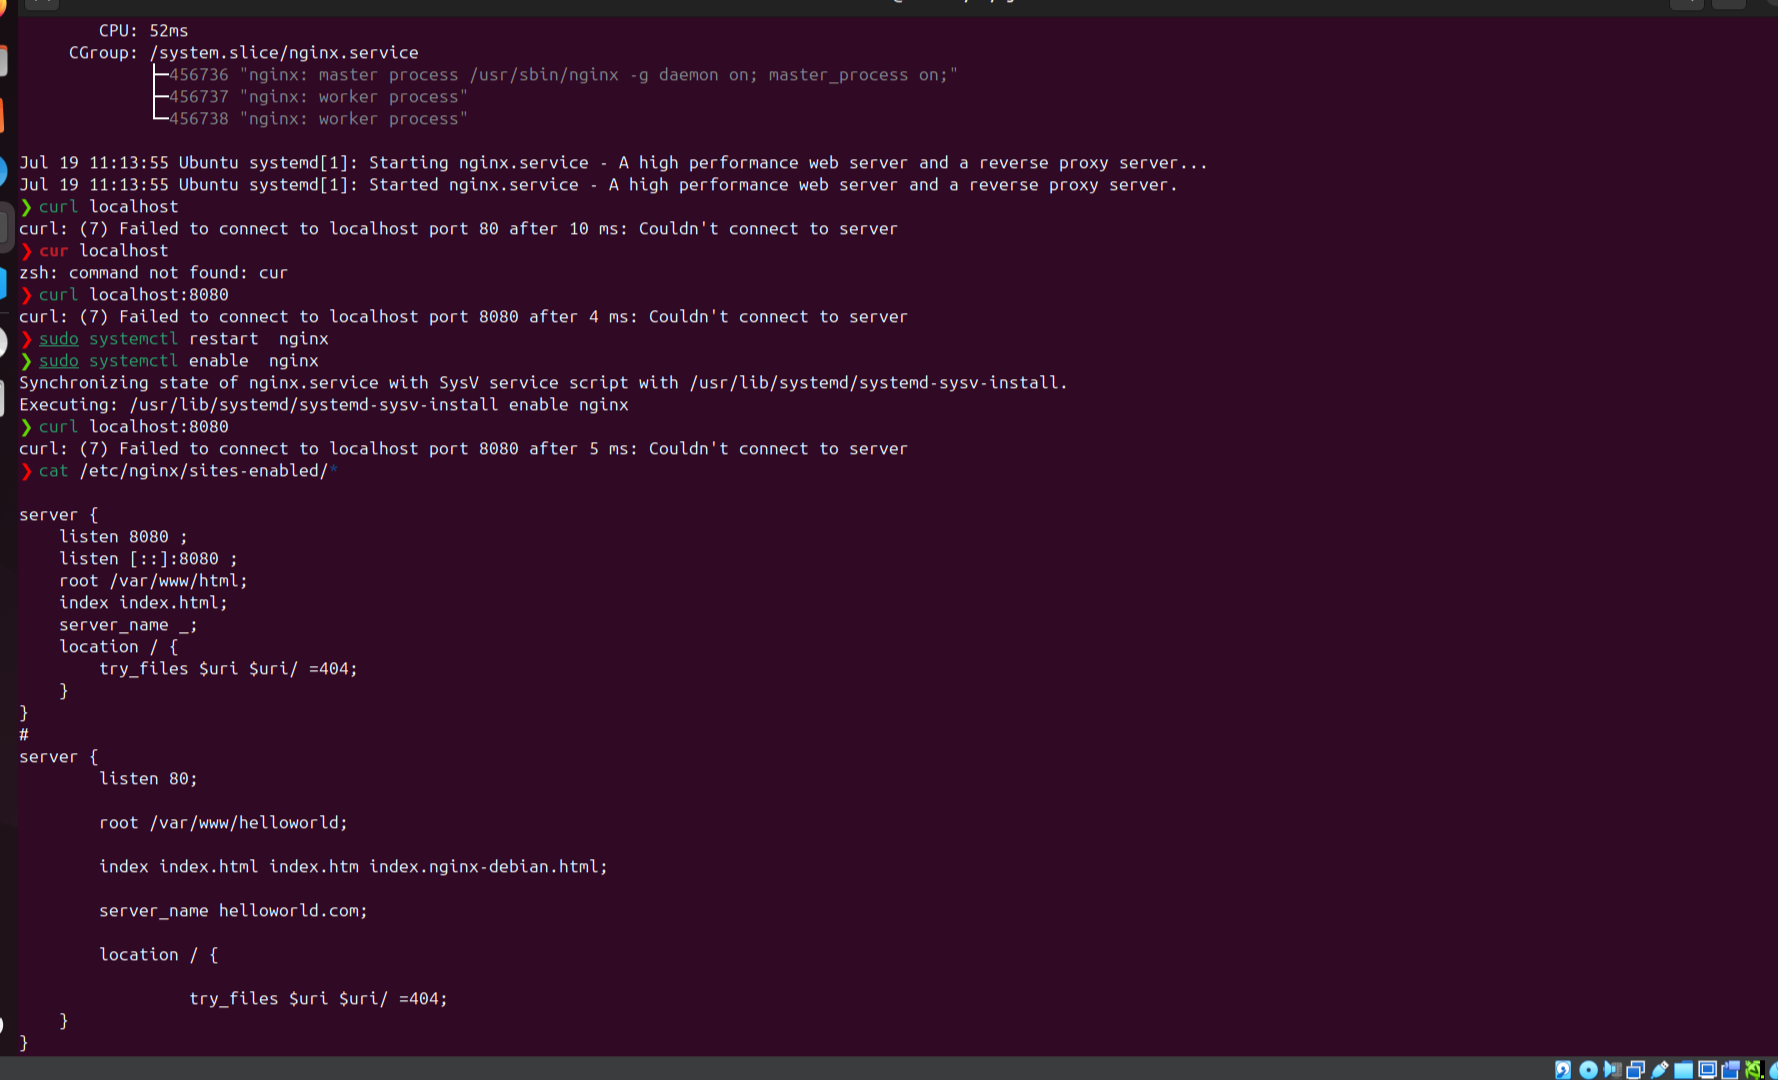 CPU: 52ms
CGroup: /system.slice/nginx.service
├─456736 "nginx: master process /usr/sbin/nginx -g daemon on; master_process on;"
├─456737 "nginx: worker process"
└─456738 "nginx: worker process"
Jul 19 11:13:55 Ubuntu systemd[1]: Starting nginx.service - A high performance web server and a reverse proxy server...
Jul 19 11:13:55 Ubuntu systemd[1]: Started nginx.service - A high performance web server and a reverse proxy server.
❯ curl localhost
curl: (7) Failed to connect to localhost port 80 after 10 ms: Couldn't connect to server
❯ cur localhost
zsh: command not found: cur
❯ curl localhost:8080
curl: (7) Failed to connect to localhost port 8080 after 4 ms: Couldn't connect to server
❯ sudo systemctl restart  nginx
❯ sudo systemctl enable  nginx
Synchronizing state of nginx.service with SysV service script with /usr/lib/systemd/systemd-sysv-install.
Executing: /usr/lib/systemd/systemd-sysv-install enable nginx
❯ curl localhost:8080
curl: (7) Failed to connect to localhost port 8080 after 5 ms: Couldn't connect to server
❯ cat /etc/nginx/sites-enabled/*
server {
    listen 8080 ;
    listen [::]:8080 ;
    root /var/www/html;
    index index.html;
    server_name _;
    location / {
        try_files $uri $uri/ =404;
    }
}
#
server {
        listen 80;
        root /var/www/helloworld;
        index index.html index.htm index.nginx-debian.html;
        server_name helloworld.com;
        location / {
                 try_files $uri $uri/ =404;
    }
}